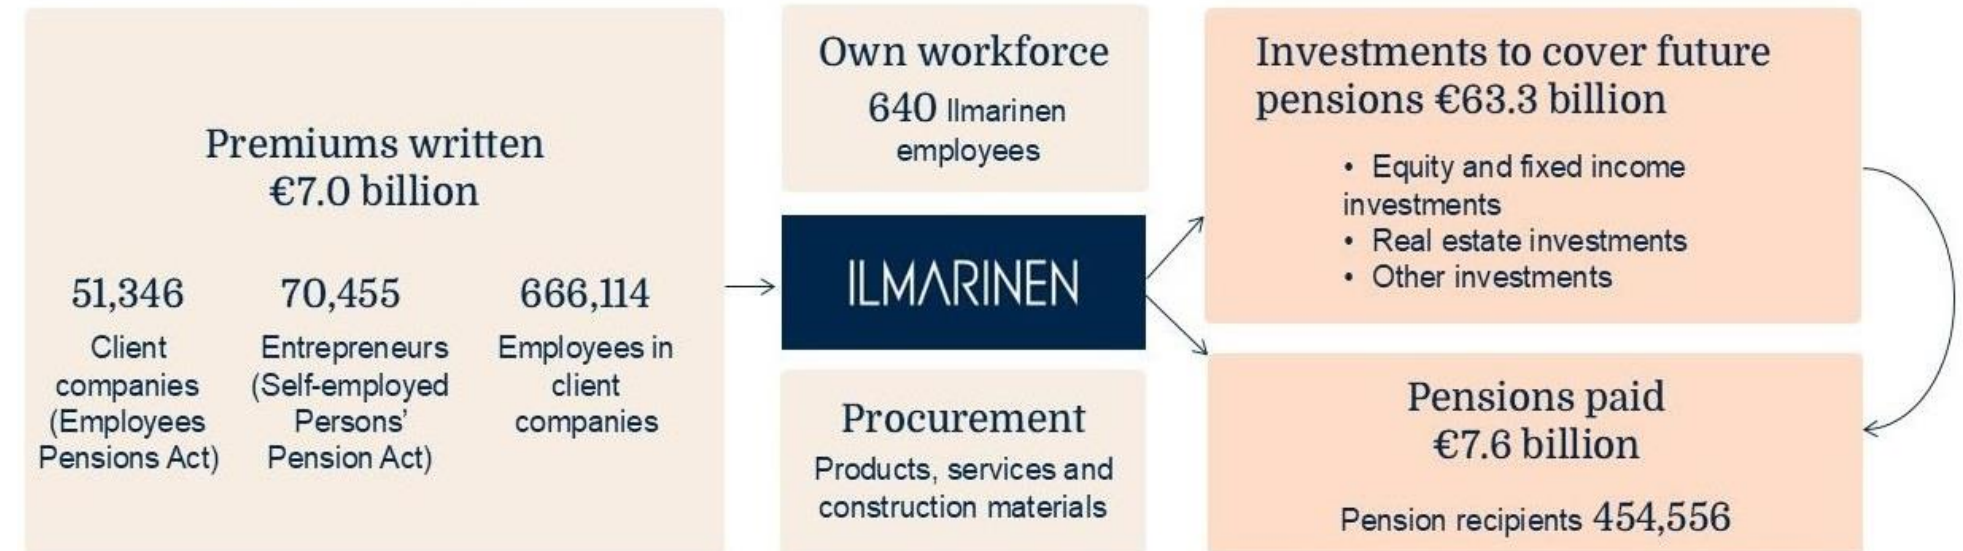 Premiums written
€7.0 billion
51,346
Client
companies
(Employees
Pensions Act)
70,455
Entrepreneurs
(Self-employed
Persons’
Pension Act)
666,114
Employees in
client
companies
Own workforce
640 Ilmarinen
employees
ILMARINEN
Procurement
Products, services and
construction materials
Investments to cover future
pensions €63.3 billion
• Equity and fixed income
investments
• Real estate investments
• Other investments
Pensions paid
€7.6 billion
Pension recipients 454,556